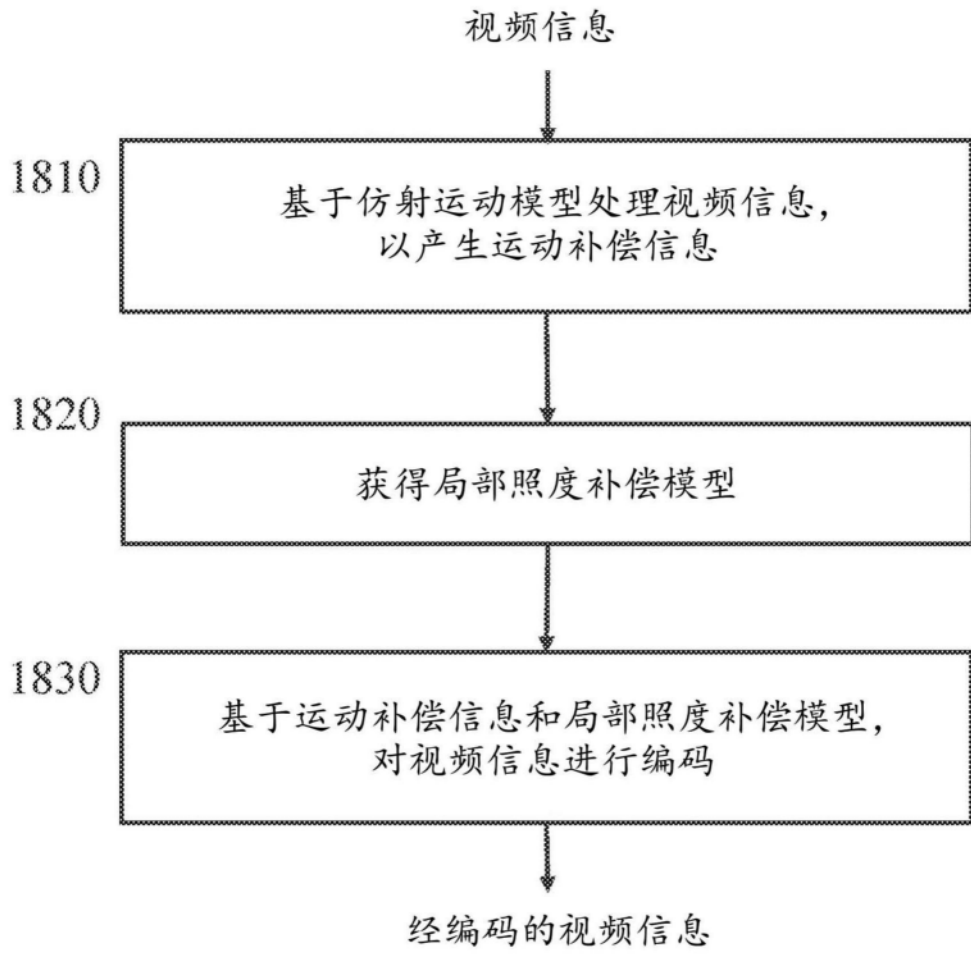 视频信息
1810
基于仿射运动模型处理视频信息，
以产生运动补偿信息
1820
获得局部照度补偿模型
1830
基于运动补偿信息和局部照度补偿模型，
对视频信息进行编码
经编码的视频信息